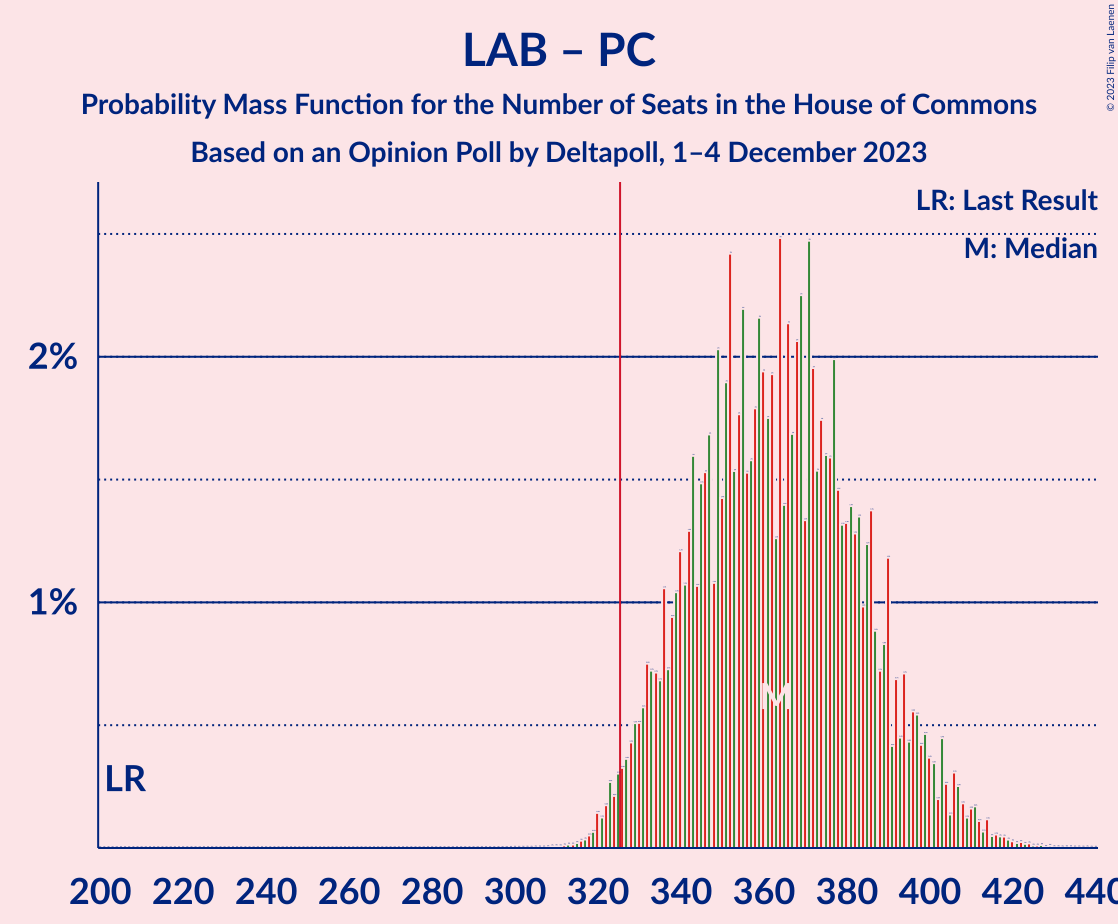 LAB – PC
Probability Mass Function for the Number of Seats in the House of Commons
Based on an Opinion Poll by Deltapoll, 1–4 December 2023
© 2023 Filip van Laenen
LR: Last Result
M: Median
2%
1%
M
LR
200 220 240 260 280 300 320 340 360 380 400 420 440